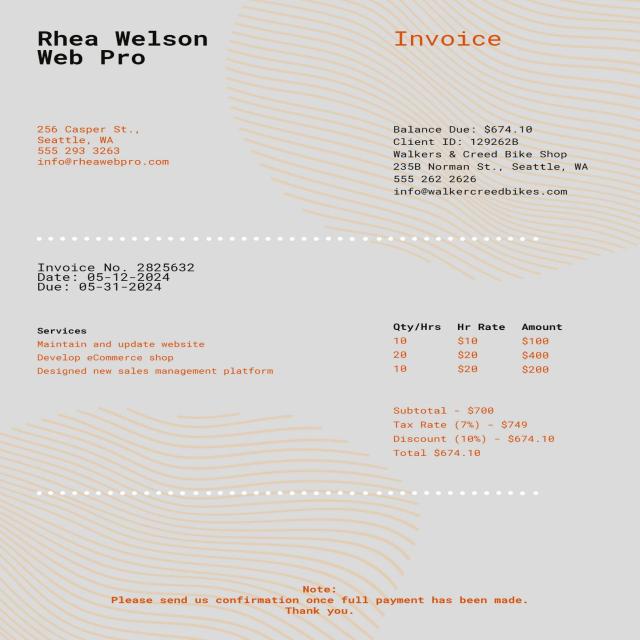 Rhea Welson
Web Pro
Invoice
256 Casper St.,
Seattle, WA
555 293 3263
info@rheawebpro.com
Balance Due: $674.10
Client ID: 129262B
Walkers & Creed Bike Shop
235B Norman St., Seattle, WA
555 262 2626
info@walkercreedbikes.com
Invoice No. 2825632
Date: 05-12-2024
Due: 05-31-2024
Services Qty/Hrs Hr Rate Amount
Maintain and update website 10 $10 $100
Develop eCommerce shop 20 $20 $400
Designed new sales management platform 10 $20 $200
Subtotal - $700
Tax Rate (7%) - $749
Discount (10%) - $674.10
Total $674.10
Note:
Please send us confirmation once full payment has been made.
Thank you.